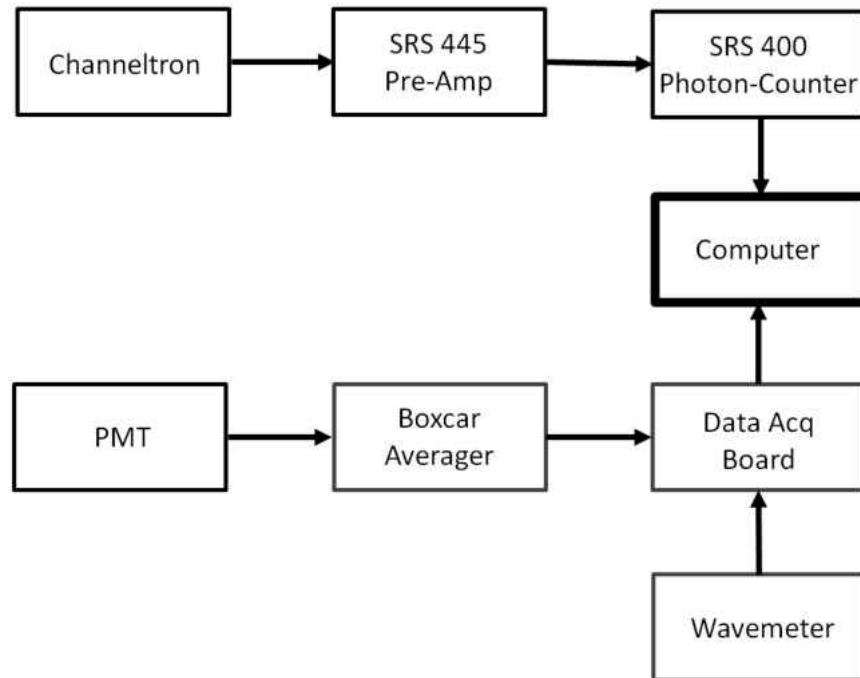 Channeltron
SRS 445
Pre-Amp
SRS 400
Photon-Counter
Computer
PMT
Boxcar
Averager
Data Acq
Board
Wavemeter